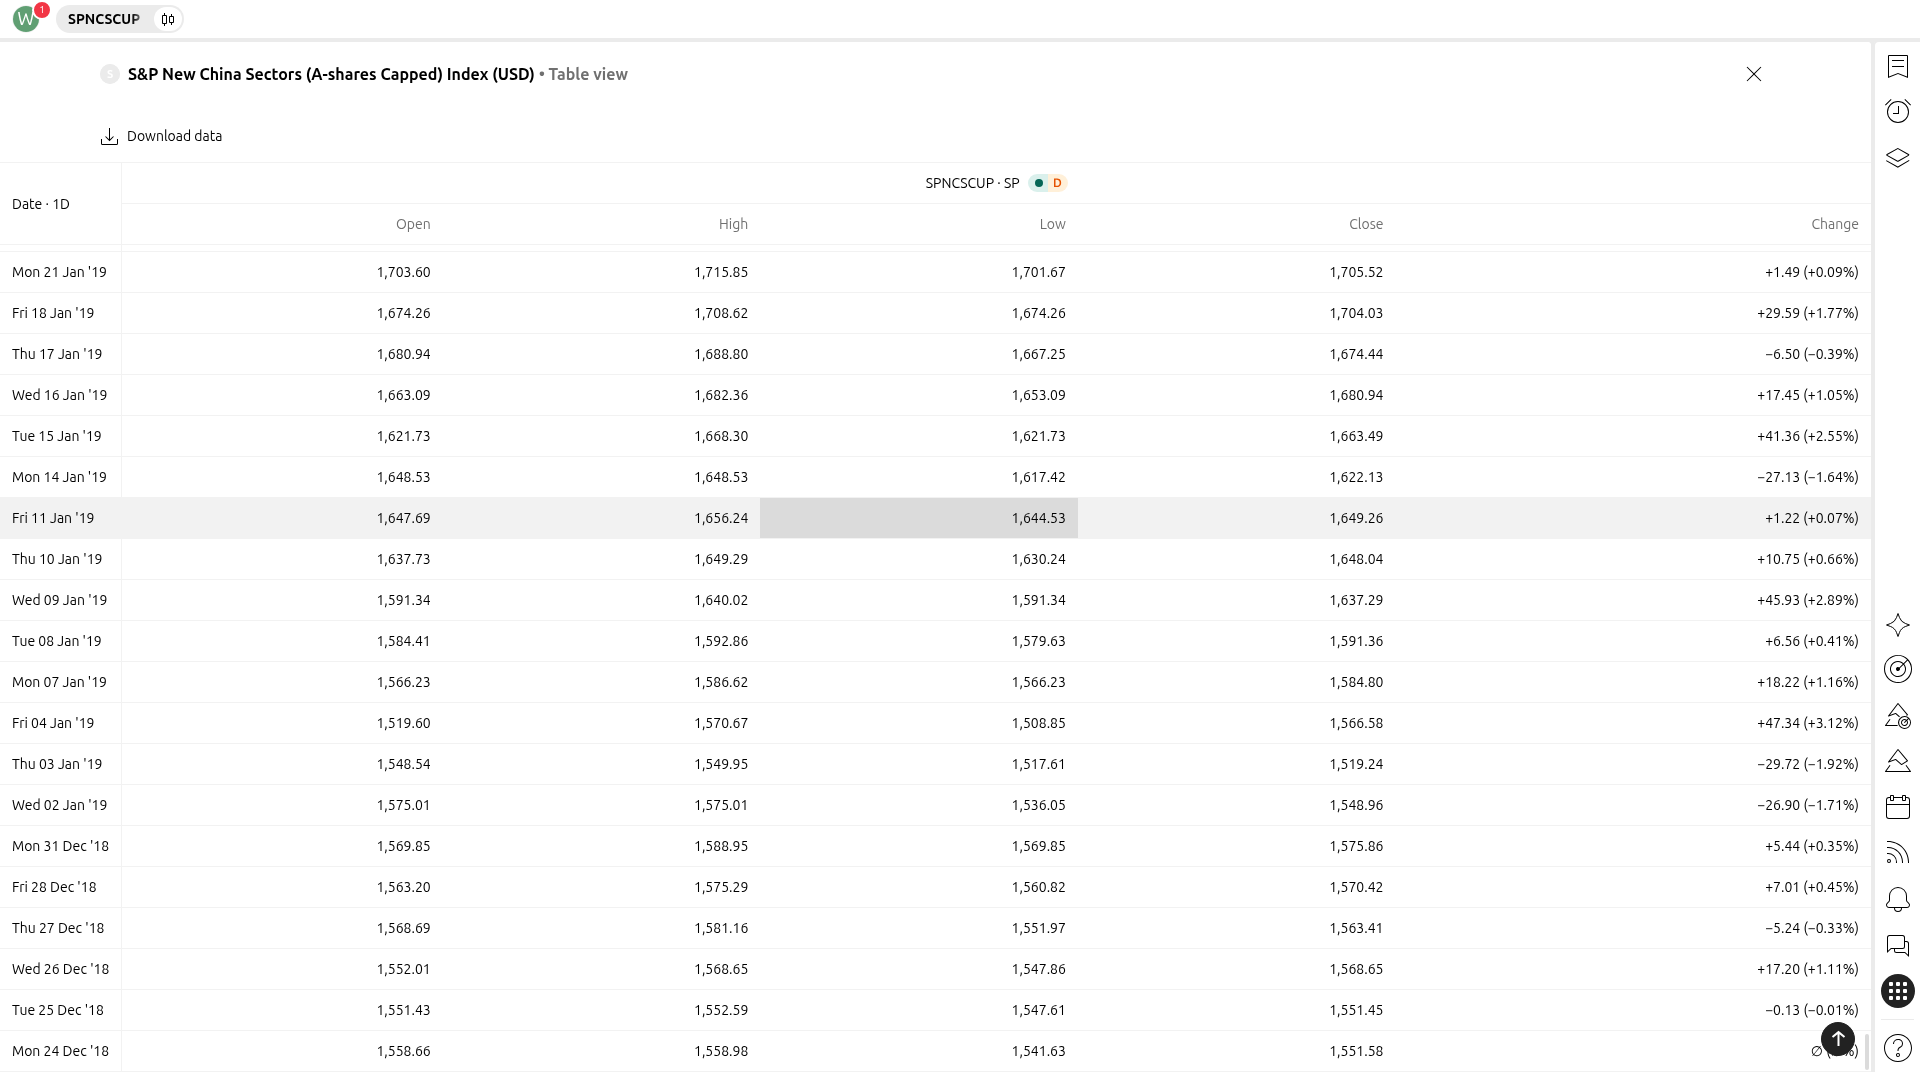 W 1 SPNCSCUP
S S&P New China Sectors (A-shares Capped) Index (USD) • Table view
Download data
Date · 1D
SPNCSCUP · SP D
Open High Low Close Change
Mon 21 Jan '19 1,703.60 1,715.85 1,701.67 1,705.52 +1.49 (+0.09%)
Fri 18 Jan '19 1,674.26 1,708.62 1,674.26 1,704.03 +29.59 (+1.77%)
Thu 17 Jan '19 1,680.94 1,688.80 1,667.25 1,674.44 −6.50 (−0.39%)
Wed 16 Jan '19 1,663.09 1,682.36 1,653.09 1,680.94 +17.45 (+1.05%)
Tue 15 Jan '19 1,621.73 1,668.30 1,621.73 1,663.49 +41.36 (+2.55%)
Mon 14 Jan '19 1,648.53 1,648.53 1,617.42 1,622.13 −27.13 (−1.64%)
Fri 11 Jan '19 1,647.69 1,656.24 1,644.53 1,649.26 +1.22 (+0.07%)
Thu 10 Jan '19 1,637.73 1,649.29 1,630.24 1,648.04 +10.75 (+0.66%)
Wed 09 Jan '19 1,591.34 1,640.02 1,591.34 1,637.29 +45.93 (+2.89%)
Tue 08 Jan '19 1,584.41 1,592.86 1,579.63 1,591.36 +6.56 (+0.41%)
Mon 07 Jan '19 1,566.23 1,586.62 1,566.23 1,584.80 +18.22 (+1.16%)
Fri 04 Jan '19 1,519.60 1,570.67 1,508.85 1,566.58 +47.34 (+3.12%)
Thu 03 Jan '19 1,548.54 1,549.95 1,517.61 1,519.24 −29.72 (−1.92%)
Wed 02 Jan '19 1,575.01 1,575.01 1,536.05 1,548.96 −26.90 (−1.71%)
Mon 31 Dec '18 1,569.85 1,588.95 1,569.85 1,575.86 +5.44 (+0.35%)
Fri 28 Dec '18 1,563.20 1,575.29 1,560.82 1,570.42 +7.01 (+0.45%)
Thu 27 Dec '18 1,568.69 1,581.16 1,551.97 1,563.41 −5.24 (−0.33%)
Wed 26 Dec '18 1,552.01 1,568.65 1,547.86 1,568.65 +17.20 (+1.11%)
Tue 25 Dec '18 1,551.43 1,552.59 1,547.61 1,551.45 −0.13 (−0.01%)
Mon 24 Dec '18 1,558.66 1,558.98 1,541.63 1,551.58